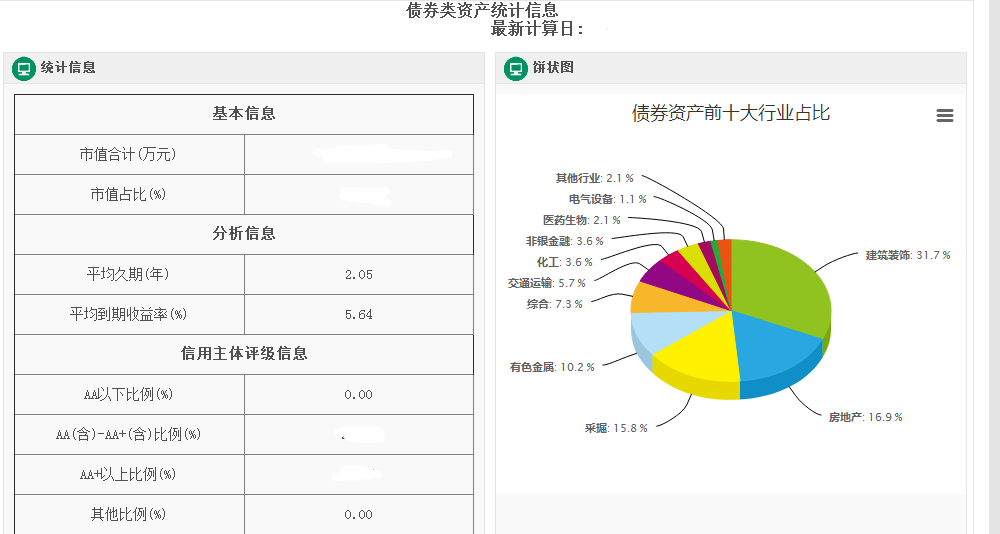 债券类资产统计信息
最新计算日:
统计信息
基本信息
市值合计(万元)
市值占比(%)
分析信息
平均久期(年) 2.05
平均到期收益率(%) 5.64
信用主体评级信息
AA以下比例(%) 0.00
AA(含)-AA+(含)比例(%)
AA+以上比例(%)
其他比例(%) 0.00
饼状图
债券资产前十大行业占比
其他行业: 2.1 %
电气设备: 1.1 %
医药生物: 2.1 %
非银金融: 3.6 %
化工: 3.6 %
交通运输: 5.7 %
综合: 7.3 %
有色金属: 10.2 %
采掘: 15.8 %
房地产: 16.9 %
建筑装饰: 31.7 %